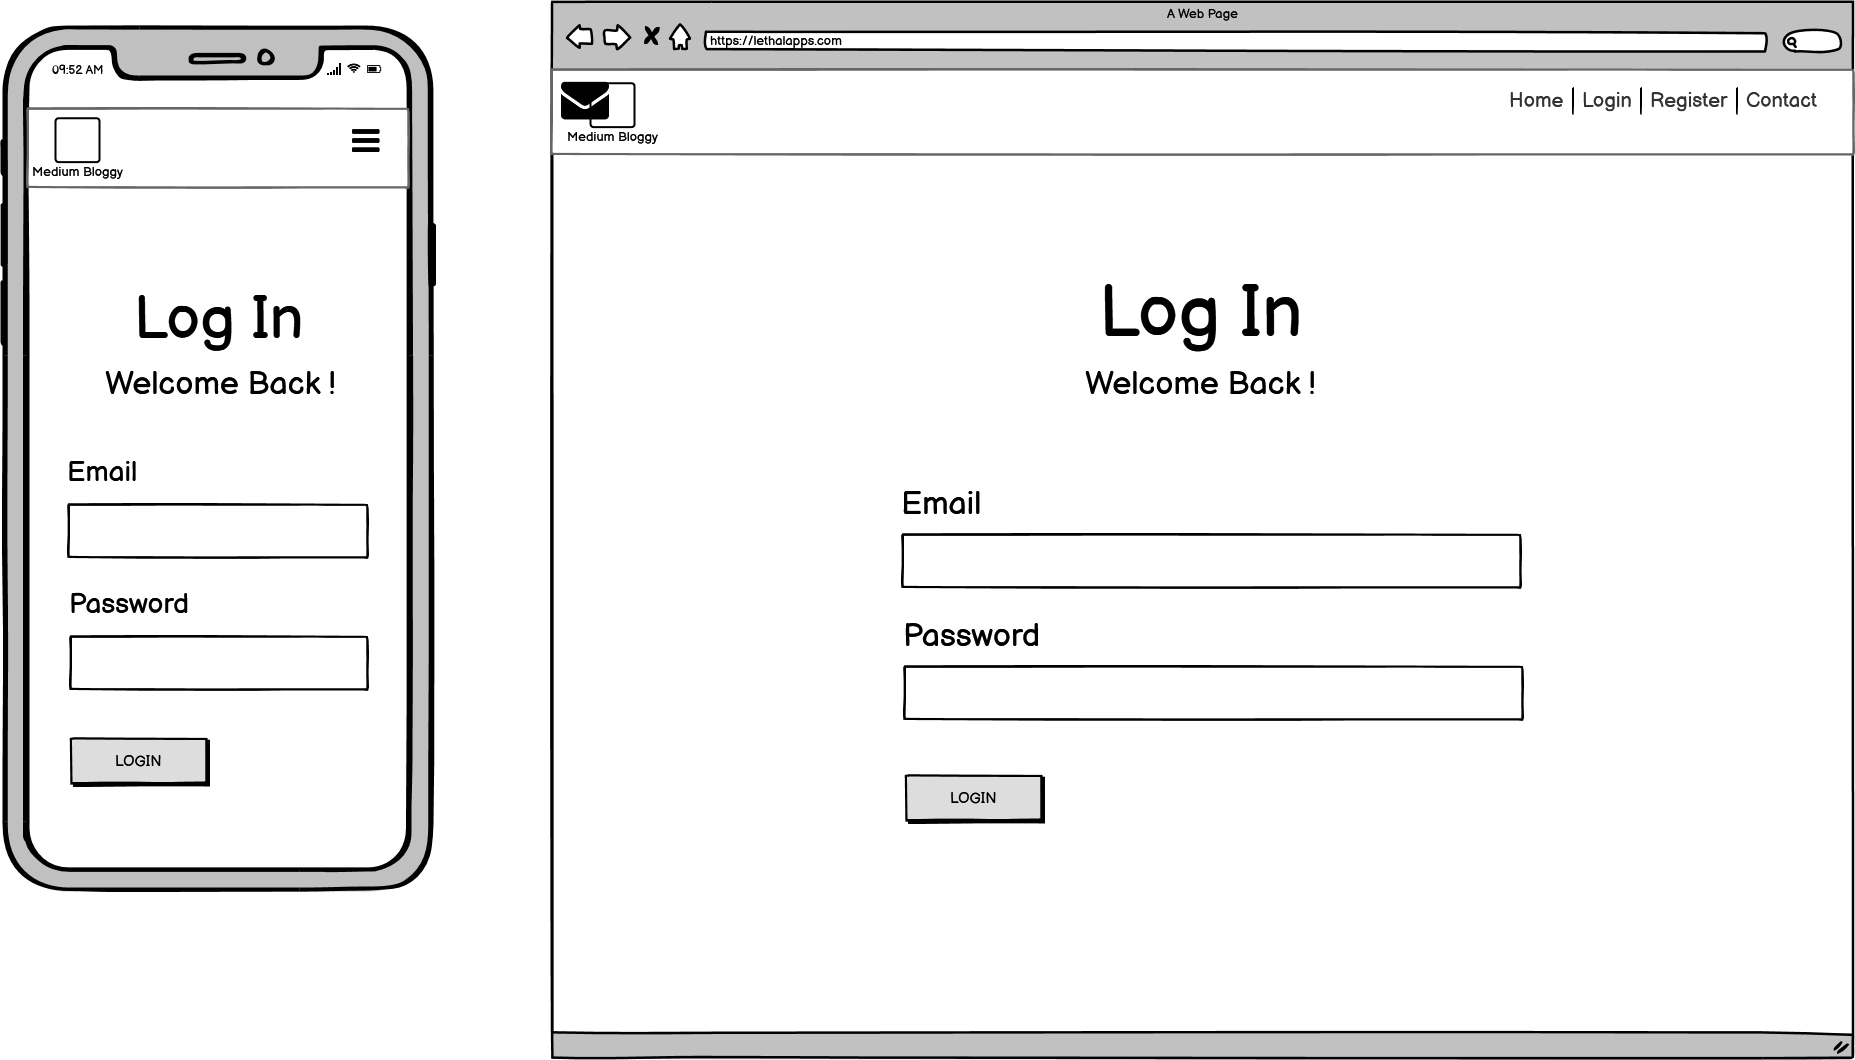 09:52 AM
Medium Bloggy
Log In
Welcome Back !
Email
Password
LOGIN
A Web Page
https://lethalapps.com
Medium Bloggy
Home Login Register Contact
Log In
Welcome Back !
Email
Password
LOGIN